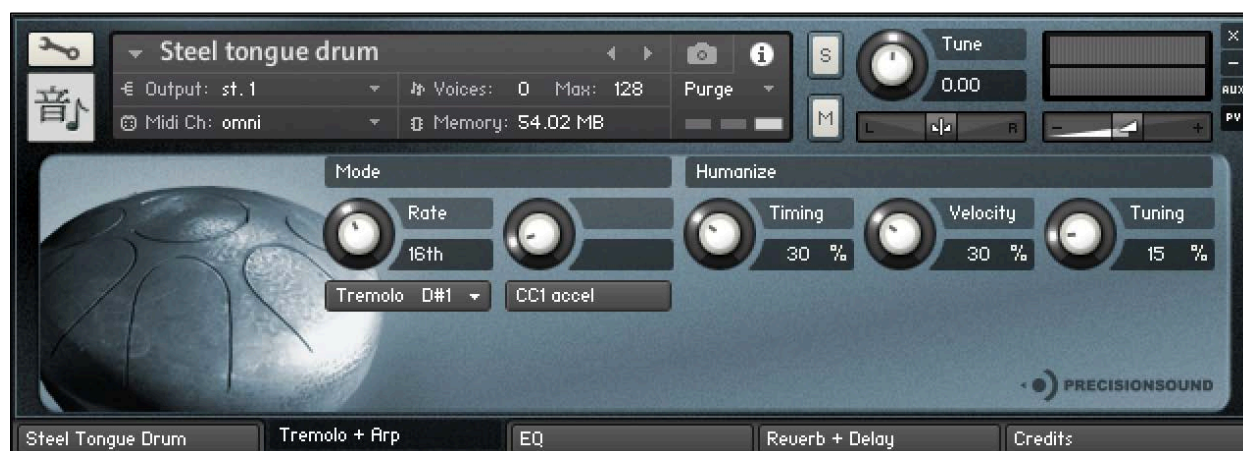 Steel tongue drum
i
S
Tune
×
−
Output: st.1
Voices: 0 Max: 128
Purge
0.00
AUX
音
Midi Ch: omni
Memory: 54.02 MB
M
L
R
−
+
PV
Mode
Humanize
Rate
Timing
Velocity
Tuning
16th
30 %
30 %
15 %
Tremolo D#1
CC1 accel
PRECISIONSOUND
Steel Tongue Drum
Tremolo + Arp
EQ
Reverb + Delay
Credits